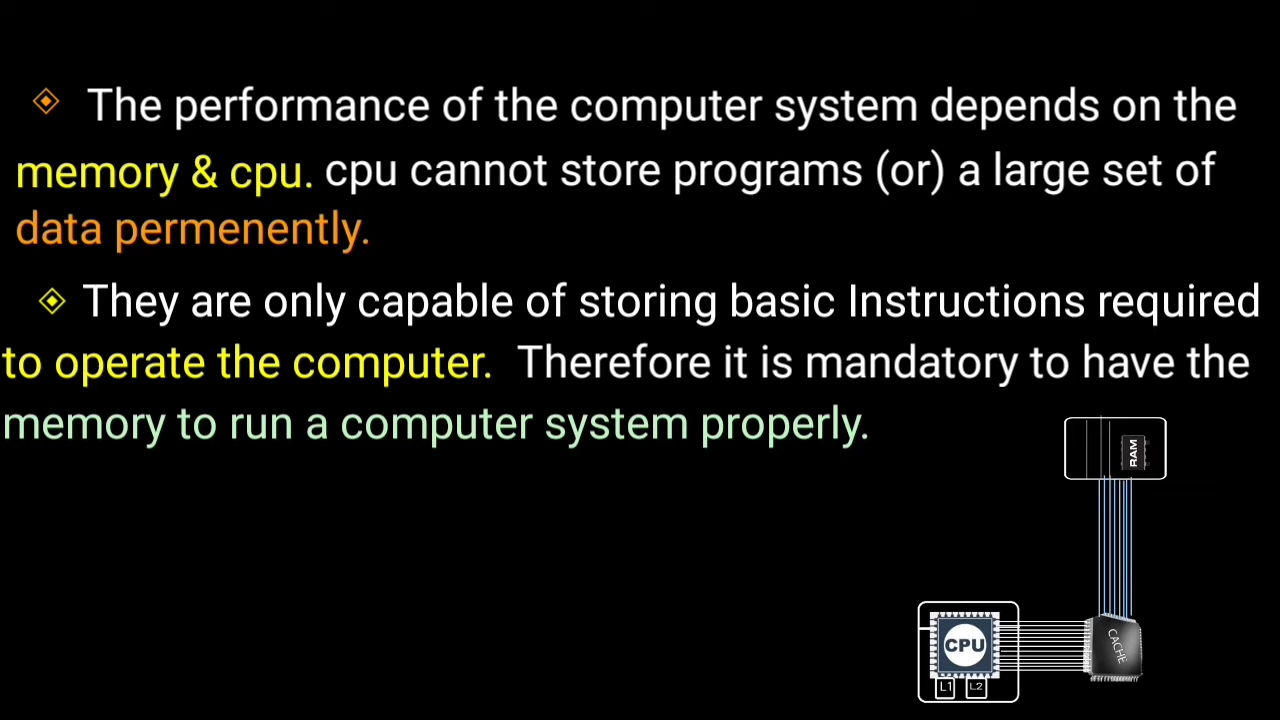 The performance of the computer system depends on the
memory & cpu. cpu cannot store programs (or) a large set of
data permenently.
They are only capable of storing basic Instructions required
to operate the computer. Therefore it is mandatory to have the
memory to run a computer system properly.
RAM
CPU
CACHE
L1 L2